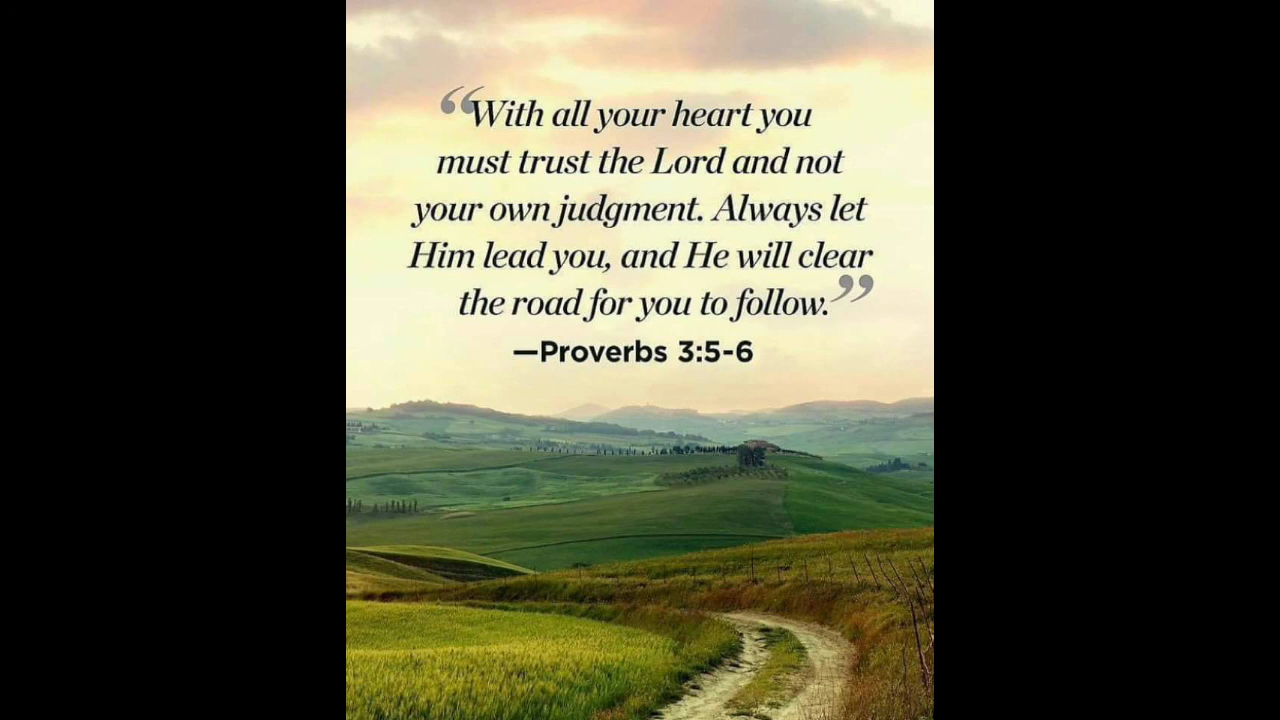 “With all your heart you
must trust the Lord and not
your own judgment. Always let
Him lead you, and He will clear
the road for you to follow.”
—Proverbs 3:5-6